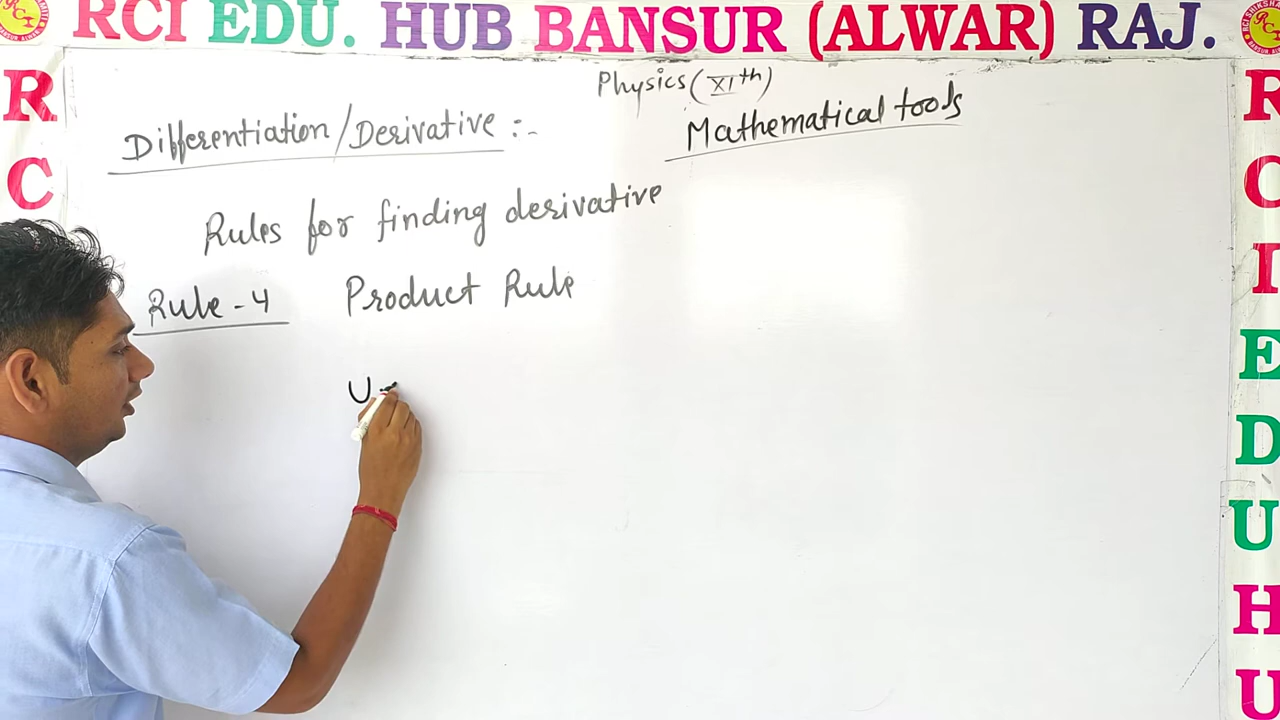 RCI EDU. HUB BANSUR (ALWAR) RAJ.
R
C
Physics (XIth)
Mathematical tools
Differentiation/Derivative :-
Rules for finding derivative
Rule - 4 Product Rule
U =
R
C
I
E
D
U
H
U